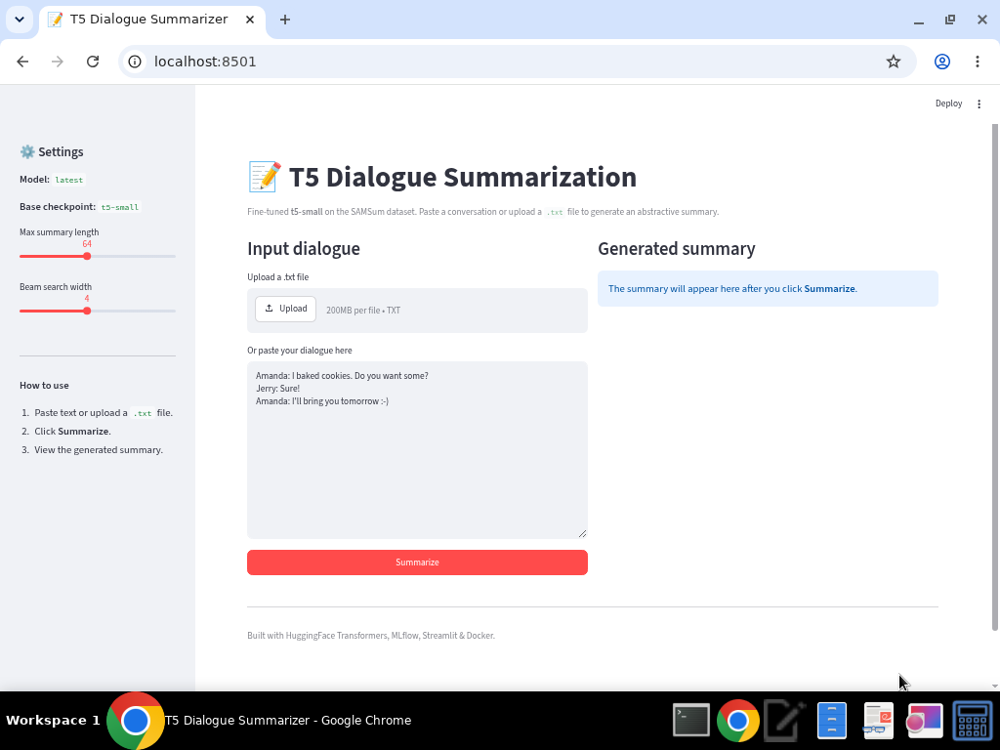 T5 Dialogue Summarizer
localhost:8501
Deploy
Settings
Model: latest
Base checkpoint: t5-small
Max summary length
64
Beam search width
4
How to use
1. Paste text or upload a .txt file.
2. Click Summarize.
3. View the generated summary.
T5 Dialogue Summarization
Fine-tuned t5-small on the SAMSum dataset. Paste a conversation or upload a .txt file to generate an abstractive summary.
Input dialogue
Upload a .txt file
Upload
200MB per file • TXT
Or paste your dialogue here
Amanda: I baked cookies. Do you want some?
Jerry: Sure!
Amanda: I'll bring you tomorrow :-)
Summarize
Generated summary
The summary will appear here after you click Summarize.
Built with HuggingFace Transformers, MLflow, Streamlit & Docker.
Workspace 1
T5 Dialogue Summarizer - Google Chrome